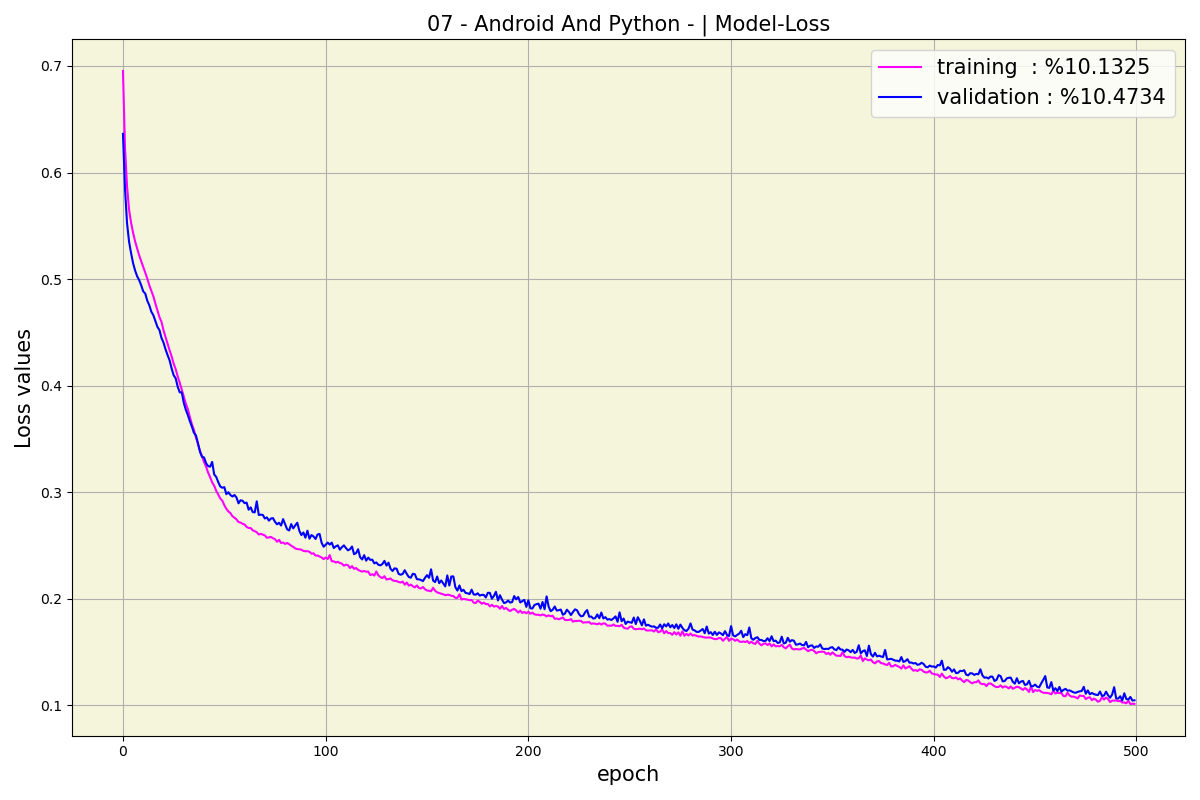 07 - Android And Python - | Model-Loss
training  : %10.1325
validation : %10.4734
Loss values
0.7
0.6
0.5
0.4
0.3
0.2
0.1
0 100 200 300 400 500
epoch